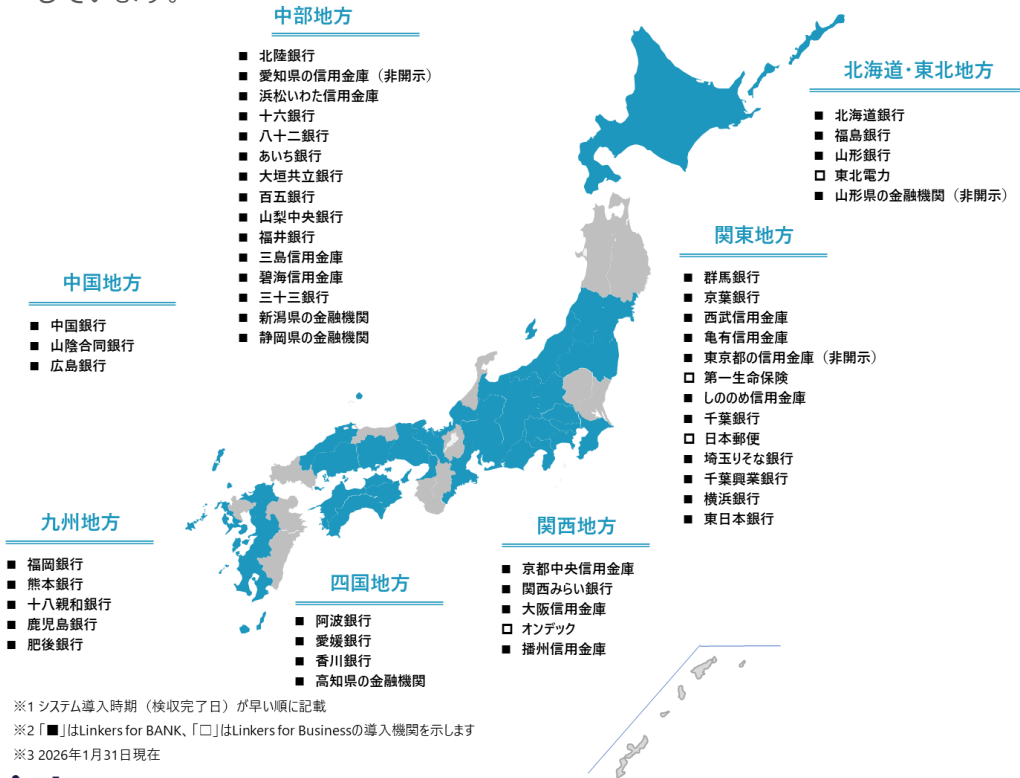 しています。
中部地方
■ 北陸銀行
■ 愛知県の信用金庫（非開示）
■ 浜松いわた信用金庫
■ 十六銀行
■ 八十二銀行
■ あいち銀行
■ 大垣共立銀行
■ 百五銀行
■ 山梨中央銀行
■ 福井銀行
■ 三島信用金庫
■ 碧海信用金庫
■ 三十三銀行
■ 新潟県の金融機関
■ 静岡県の金融機関
北海道・東北地方
■ 北海道銀行
■ 福島銀行
■ 山形銀行
□ 東北電力
■ 山形県の金融機関（非開示）
関東地方
■ 群馬銀行
■ 京葉銀行
■ 西武信用金庫
■ 亀有信用金庫
■ 東京都の信用金庫（非開示）
□ 第一生命保険
■ しののめ信用金庫
■ 千葉銀行
□ 日本郵便
■ 埼玉りそな銀行
■ 千葉興業銀行
■ 横浜銀行
■ 東日本銀行
中国地方
■ 中国銀行
■ 山陰合同銀行
■ 広島銀行
九州地方
■ 福岡銀行
■ 熊本銀行
■ 十八親和銀行
■ 鹿児島銀行
■ 肥後銀行
四国地方
■ 阿波銀行
■ 愛媛銀行
■ 香川銀行
■ 高知県の金融機関
関西地方
■ 京都中央信用金庫
■ 関西みらい銀行
■ 大阪信用金庫
□ オンデック
■ 播州信用金庫
※1 システム導入時期（検収完了日）が早い順に記載
※2 「■」はLinkers for BANK、「□」はLinkers for Businessの導入機関を示します
※3 2026年1月31日現在